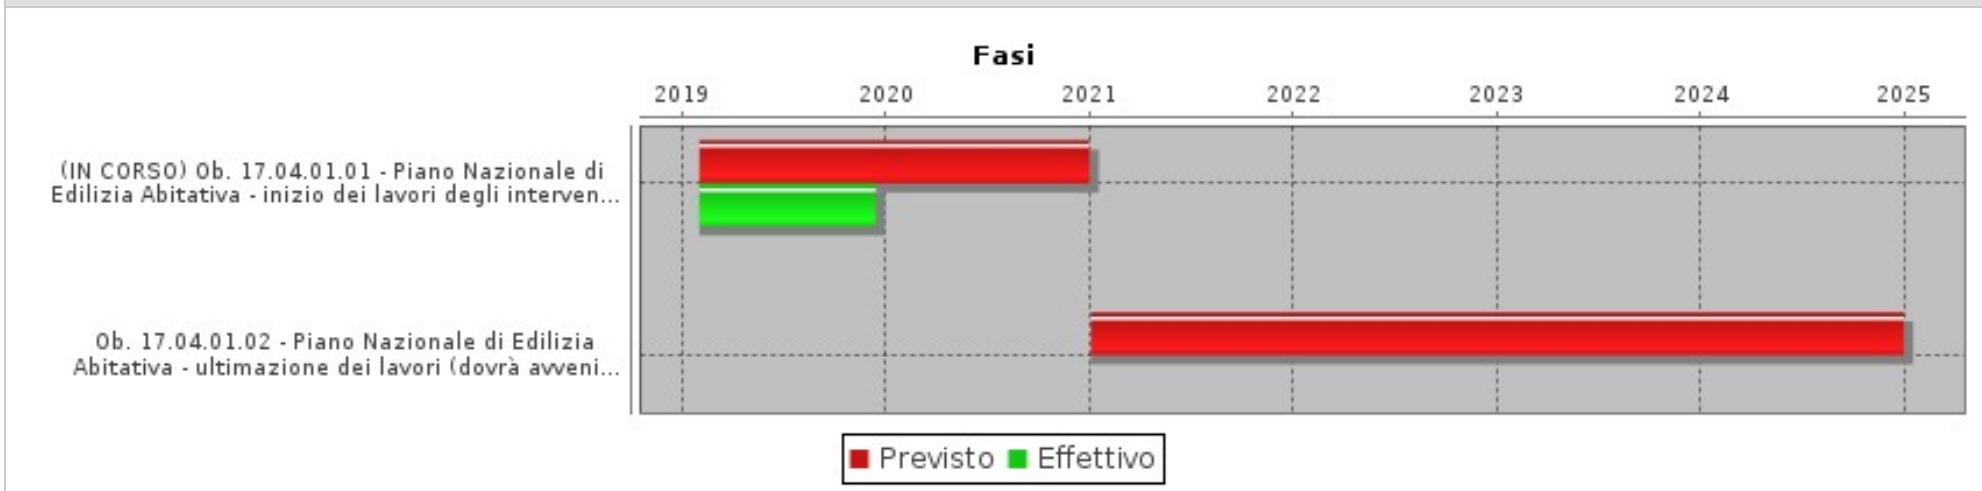 Fasi
2019 2020 2021 2022 2023 2024 2025
(IN CORSO) Ob. 17.04.01.01 - Piano Nazionale di
Edilizia Abitativa - inizio dei lavori degli interven...
Ob. 17.04.01.02 - Piano Nazionale di Edilizia
Abitativa - ultimazione dei lavori (dovrà avveni...
Previsto Effettivo